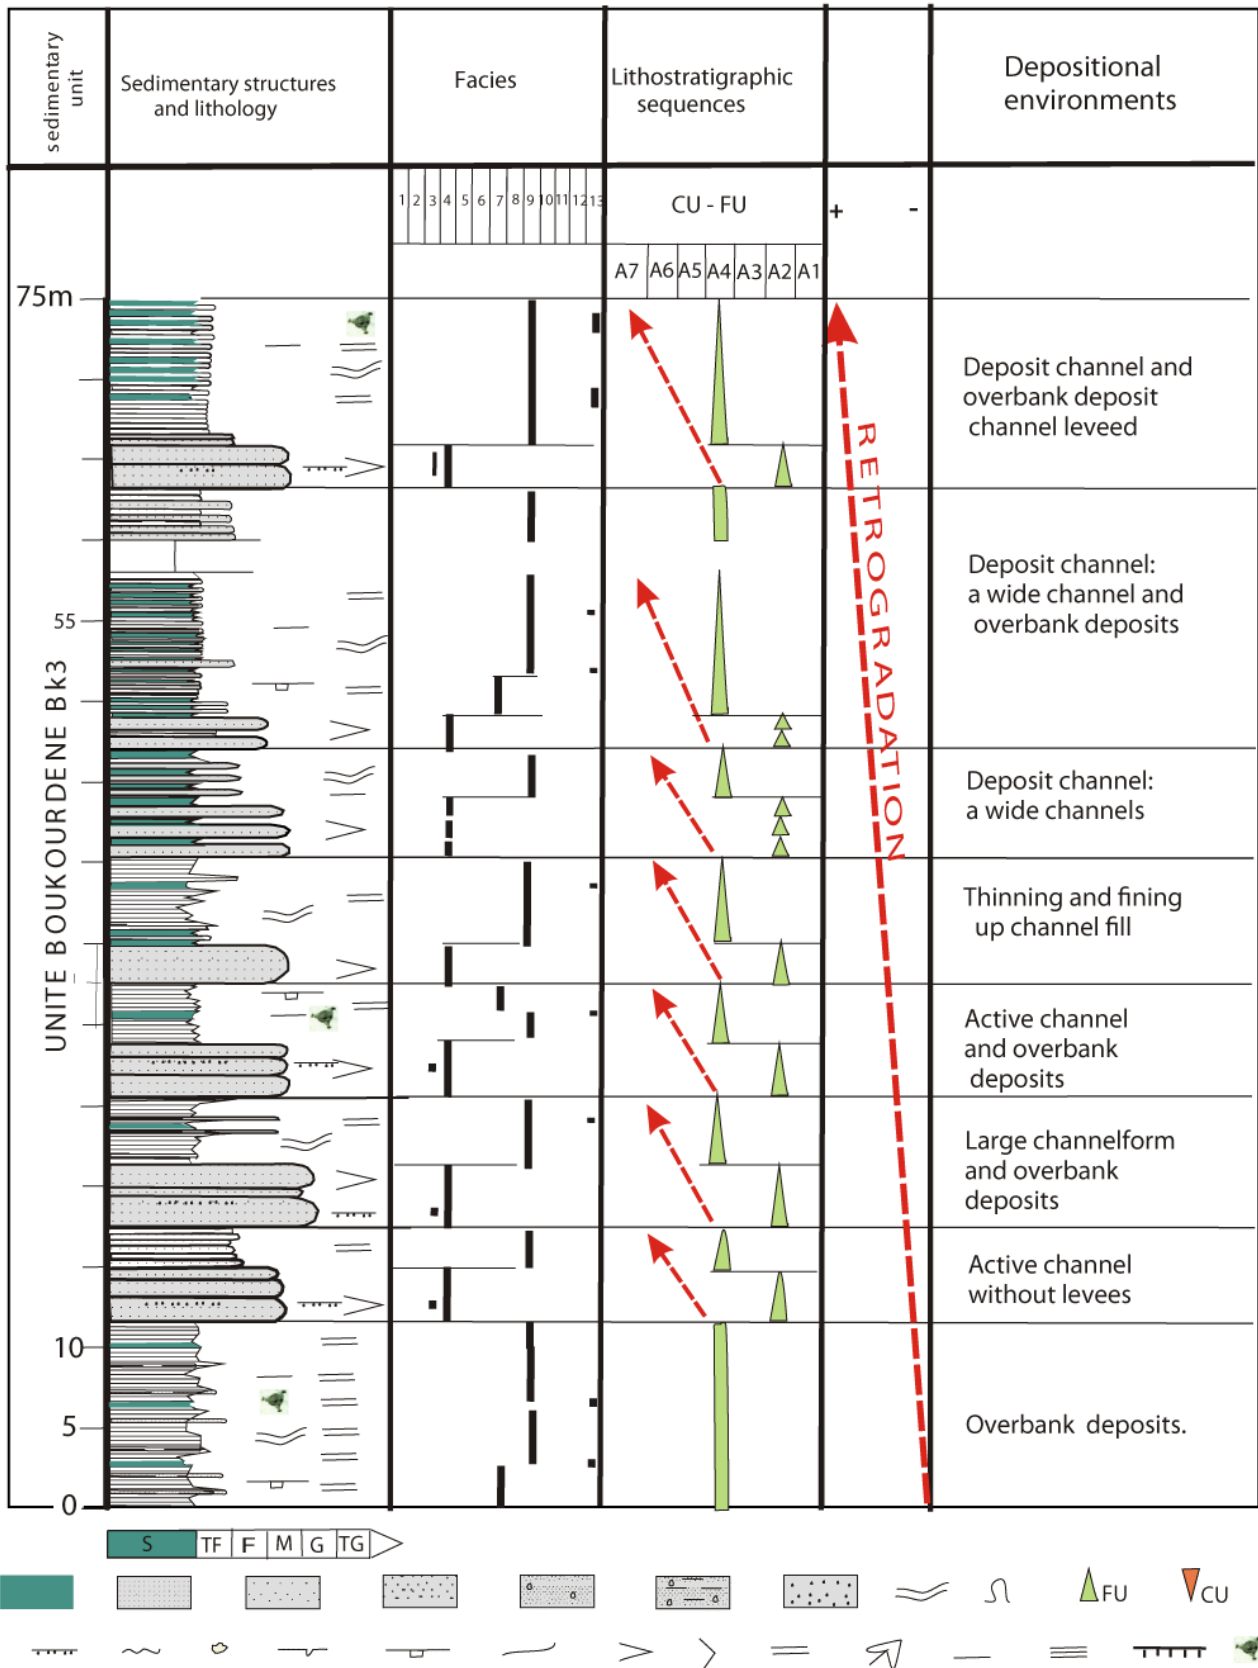 sedimentary
unit
Sedimentary structures
and lithology
Facies
Lithostratigraphic
sequences
Depositional
environments
1 2 3 4 5 6 7 8 9 10 11 12 13
CU - FU
+ -
A7 A6 A5 A4 A3 A2 A1
75m
Deposit channel and
overbank deposit
channel leveed
RETROGRADATION
Deposit channel:
a wide channel and
overbank deposits
55
UNITE BOUKOURDENE Bk3
Deposit channel:
a wide channels
Thinning and fining
up channel fill
Active channel
and overbank
deposits
Large channelform
and overbank
deposits
Active channel
without levees
10
5
Overbank deposits.
0
S TF F M G TG
FU CU